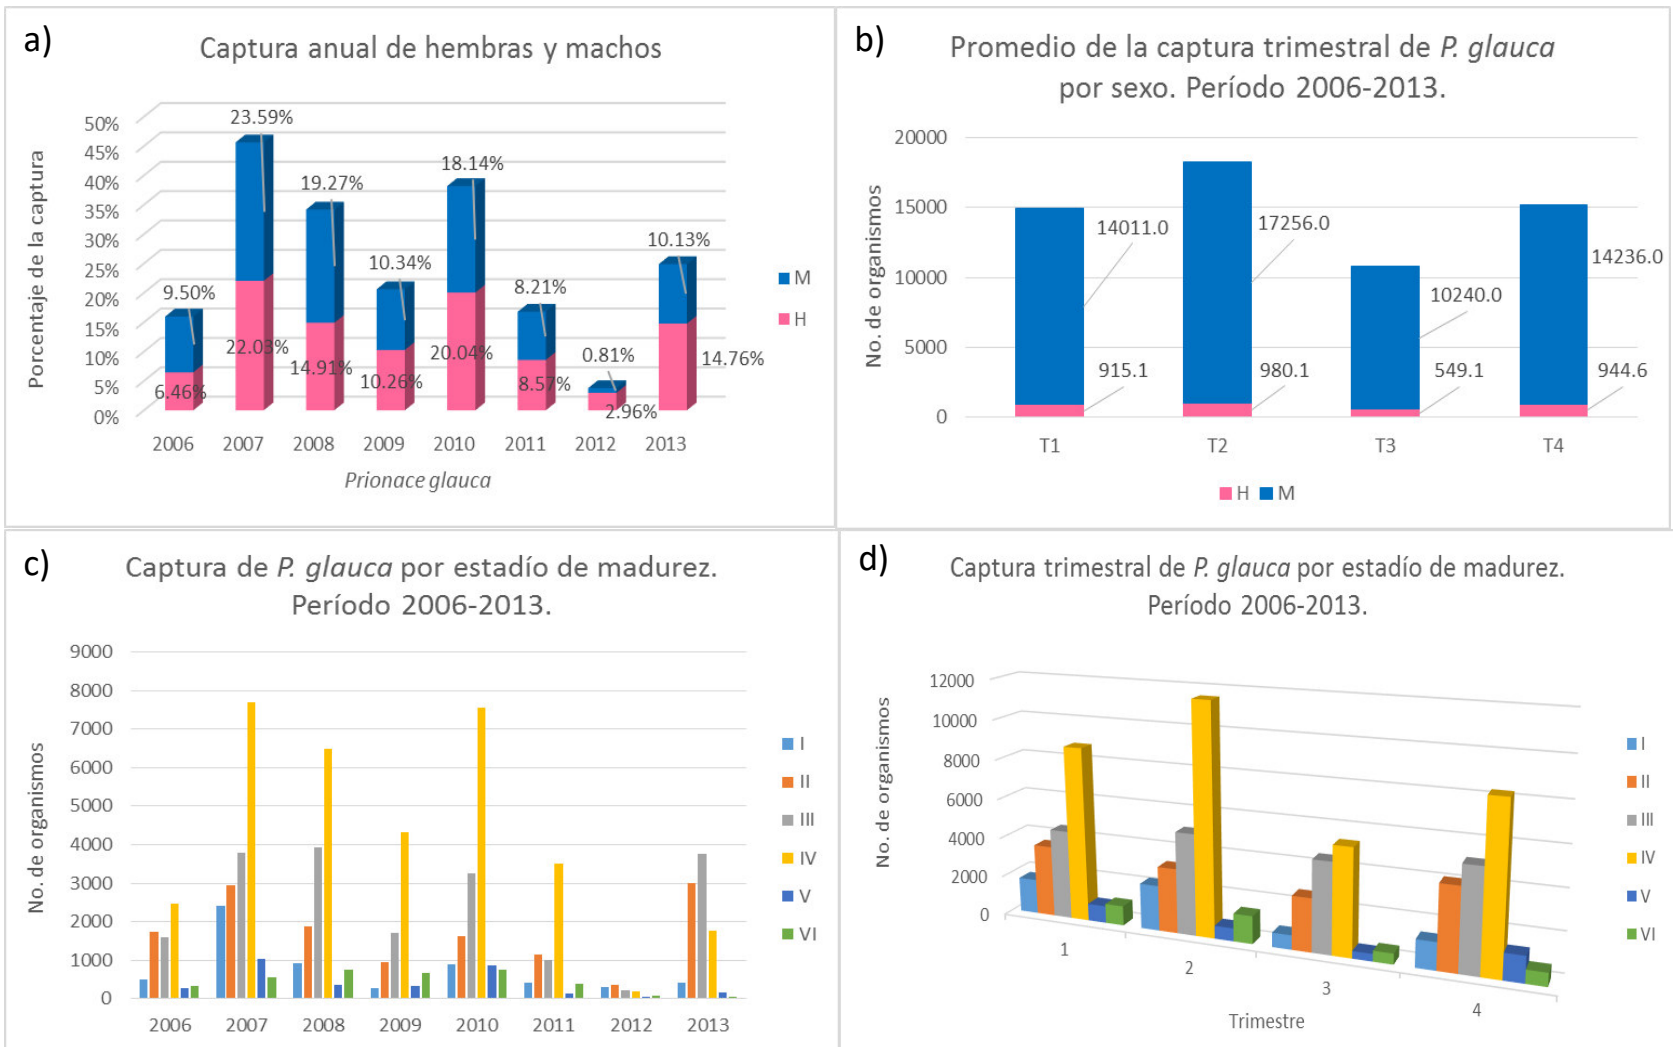 a)
Captura anual de hembras y machos
Porcentaje de la captura
50%
45%
40%
35%
30%
25%
20%
15%
10%
5%
0%
23.59%
19.27%
18.14%
10.34%
10.13%
9.50%
8.21%
0.81%
22.03%
14.91%
20.04%
14.76%
6.46%
10.26%
8.57%
2.96%
M
H
2006 2007 2008 2009 2010 2011 2012 2013
Prionace glauca
b)
Promedio de la captura trimestral de P. glauca
por sexo. Período 2006-2013.
No. de organismos
20000
15000
10000
5000
0
14011.0
17256.0
10240.0
14236.0
915.1
980.1
549.1
944.6
T1 T2 T3 T4
H M
c)
Captura de P. glauca por estadío de madurez.
Período 2006-2013.
No. de organismos
9000
8000
7000
6000
5000
4000
3000
2000
1000
0
2006 2007 2008 2009 2010 2011 2012 2013
I
II
III
IV
V
VI
d)
Captura trimestral de P. glauca por estadío de madurez.
Período 2006-2013.
No. de organismos
12000
10000
8000
6000
4000
2000
0
1
2
3
4
Trimestre
I
II
III
IV
V
VI